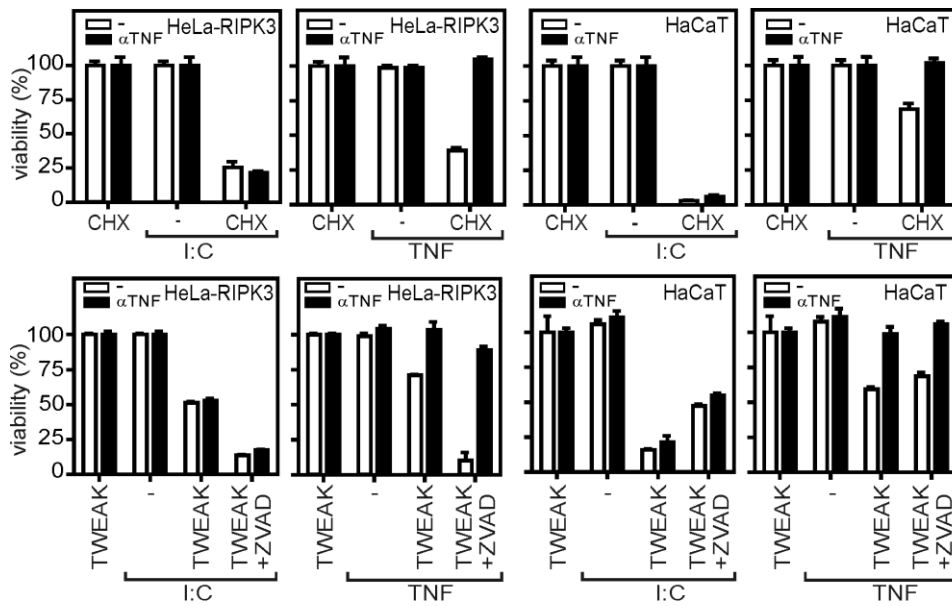 - HeLa-RIPK3
αTNF
- HeLa-RIPK3
αTNF
- HaCaT
αTNF
- HaCaT
αTNF
viability (%)
100
75
50
25
0
CHX - CHX
I:C
CHX - CHX
TNF
CHX - CHX
I:C
CHX - CHX
TNF
- HeLa-RIPK3
αTNF
- HeLa-RIPK3
αTNF
- HaCaT
αTNF
- HaCaT
αTNF
viability (%)
100
75
50
25
0
TWEAK
-
TWEAK
TWEAK
+ZVAD
I:C
TWEAK
-
TWEAK
TWEAK
+ZVAD
TNF
TWEAK
-
TWEAK
TWEAK
+ZVAD
I:C
TWEAK
-
TWEAK
TWEAK
+ZVAD
TNF